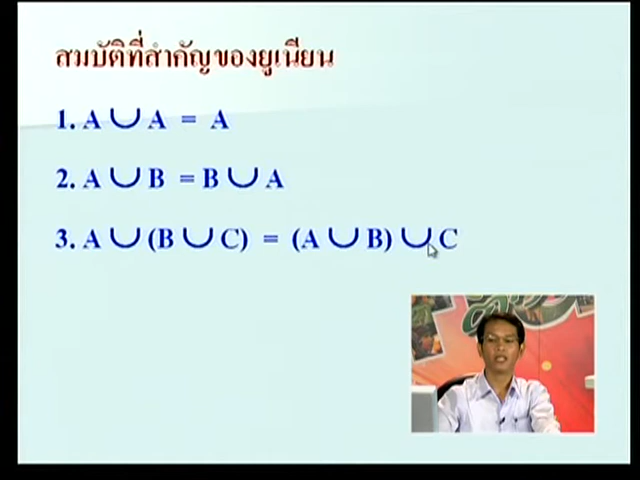 สมบัติที่สำคัญของยูเนียน
1. A ∪ A = A
2. A ∪ B = B ∪ A
3. A ∪ (B ∪ C) = (A ∪ B) ∪ C